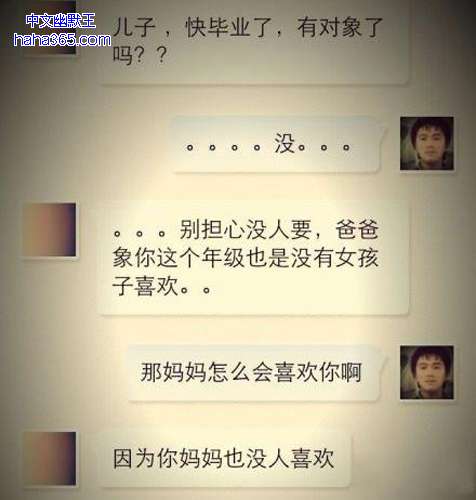 中文幽默王
haha365.com
儿子，快毕业了，有对象了
吗？？
。。。。没。。。
。。。别担心没人要，爸爸
象你这个年级也是没有女孩
子喜欢。。
那妈妈怎么会喜欢你啊
因为你妈妈也没人喜欢